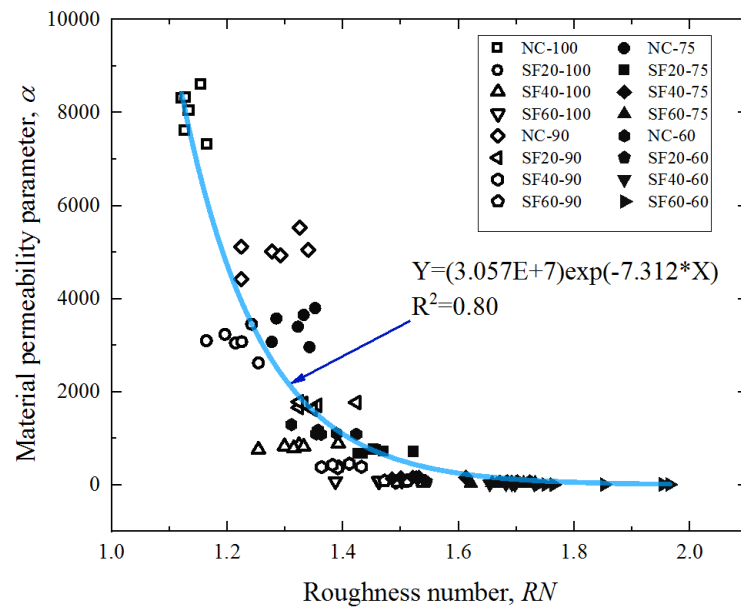 10000
8000
6000
4000
2000
0
1.0 1.2 1.4 1.6 1.8 2.0
Material permeability parameter, α
Roughness number, RN
NC-100 NC-75
SF20-100 SF20-75
SF40-100 SF40-75
SF60-100 SF60-75
NC-90 NC-60
SF20-90 SF20-60
SF40-90 SF40-60
SF60-90 SF60-60
Y=(3.057E+7)exp(-7.312*X)
R²=0.80